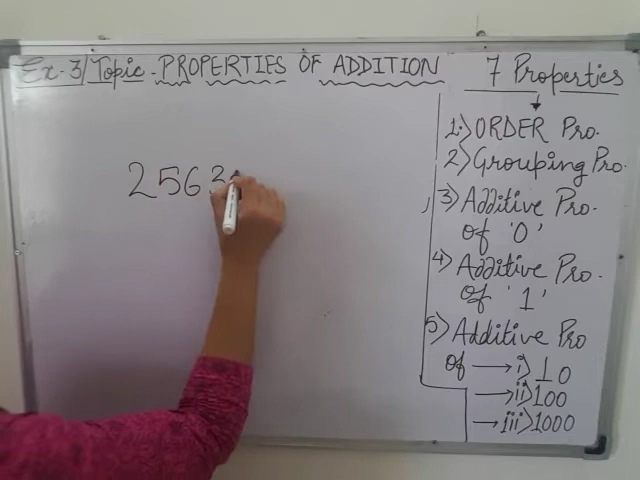 Ex-3/Topic-PROPERTIES OF ADDITION
2563
7 Properties
1.> ORDER Pro.
2.> Grouping Pro.
3> Additive Pro.
of '0'
4> Additive Pro.
of '1'
5> Additive Pro
of → i) 10
→ ii) 100
→ iii) 1000